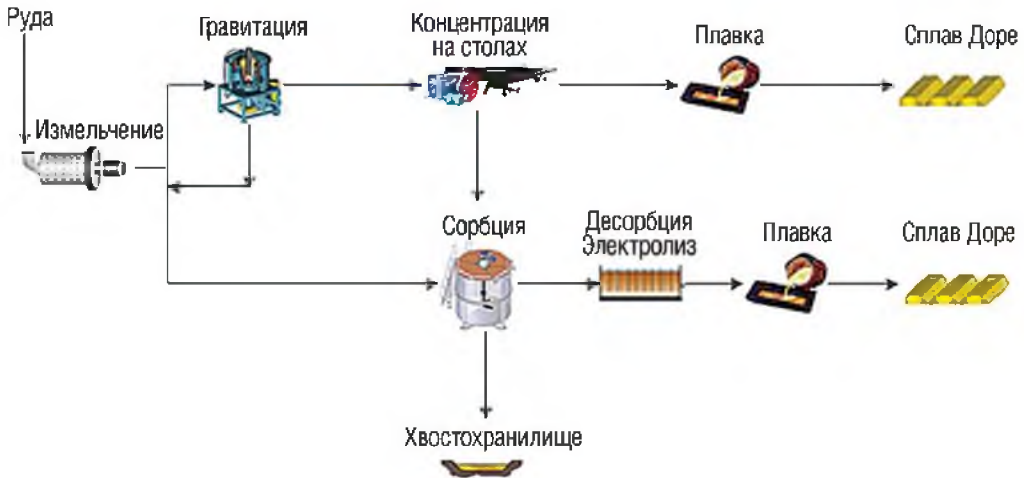 Руда
Гравитация
Концентрация
на столах
Плавка
Сплав Доре
Измельчение
Сорбция
Десорбция
Электролиз
Плавка
Сплав Доре
Хвостохранилище